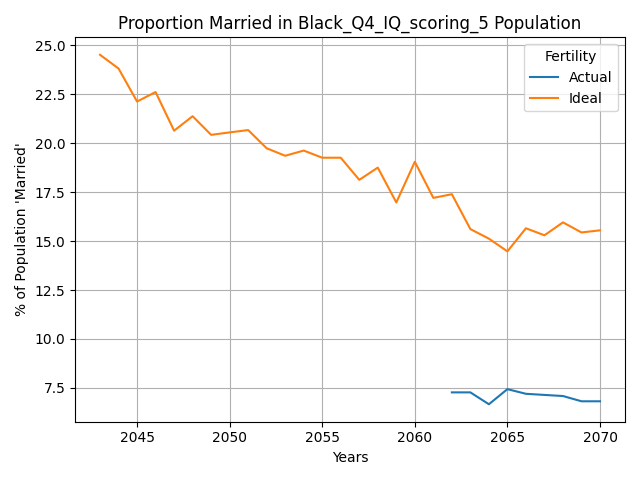 Proportion Married in Black_Q4_IQ_scoring_5 Population
% of Population 'Married'
25.0
22.5
20.0
17.5
15.0
12.5
10.0
7.5
Fertility
Actual
Ideal
2045 2050 2055 2060 2065 2070
Years